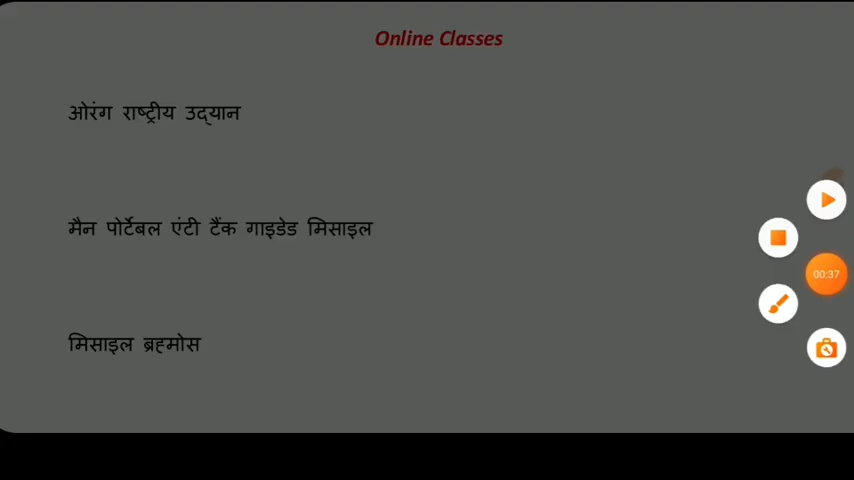 Online Classes
ओरंग राष्ट्रीय उद्यान
मैन पोर्टेबल एंटी टैंक गाइडेड मिसाइल
00:37
मिसाइल ब्रह्मोस